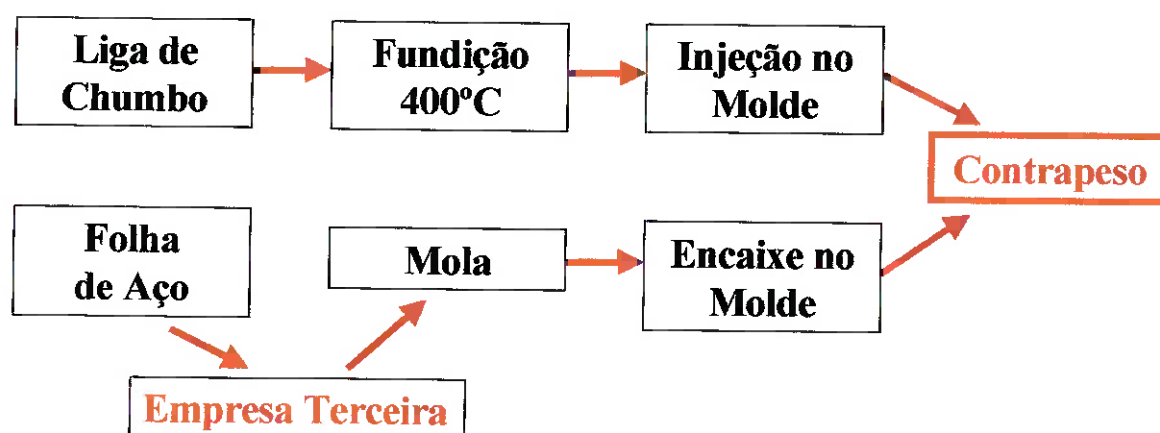 Liga de
Chumbo
Fundição
400ºC
Injeção no
Molde
Contrapeso
Folha
de Aço
Mola
Encaixe no
Molde
Empresa Terceira